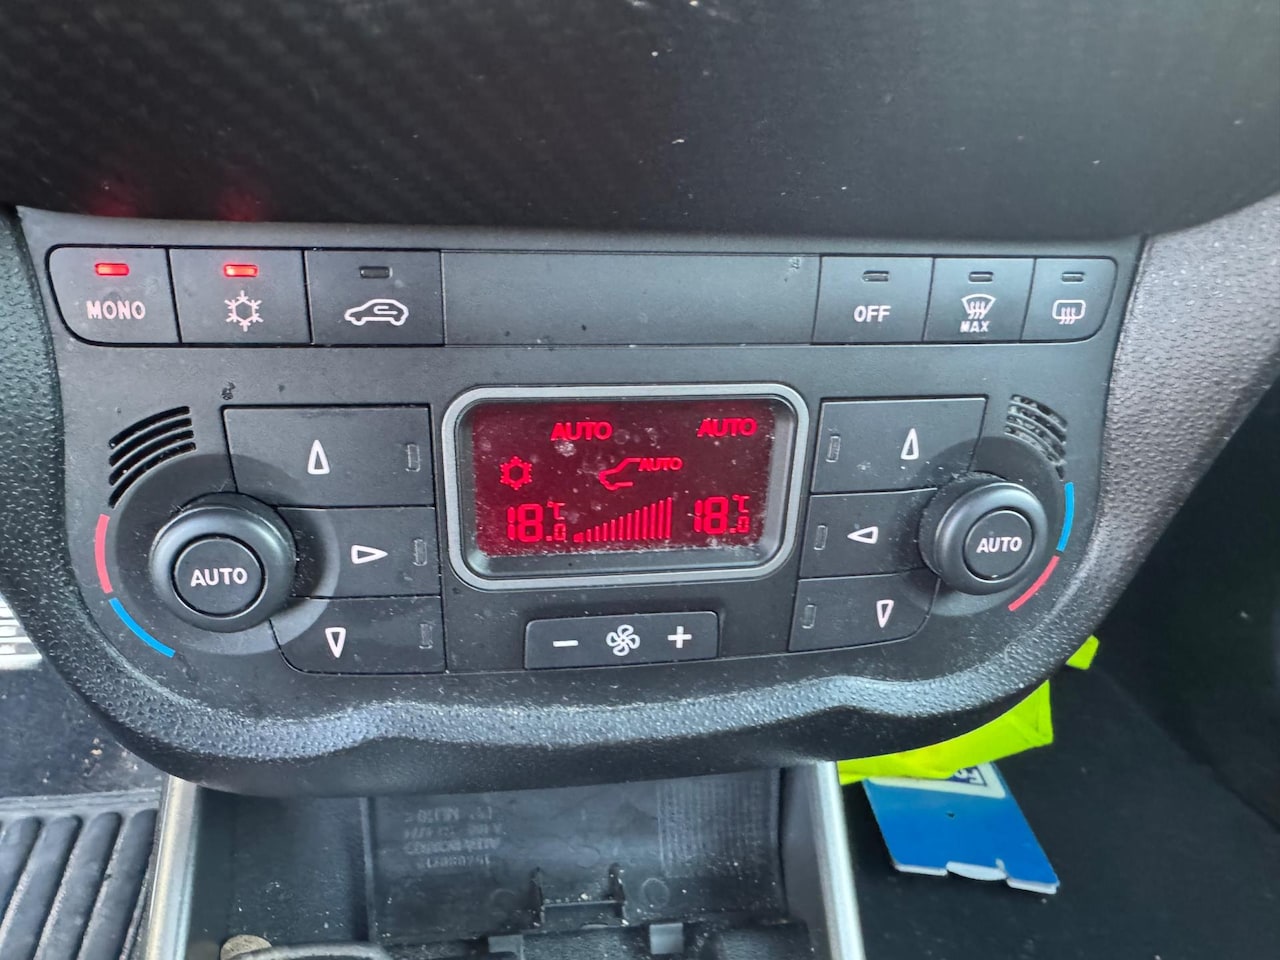 MONO
OFF
MAX
AUTO AUTO
AUTO
18.0 °C 18.0 °C
AUTO
AUTO
- +